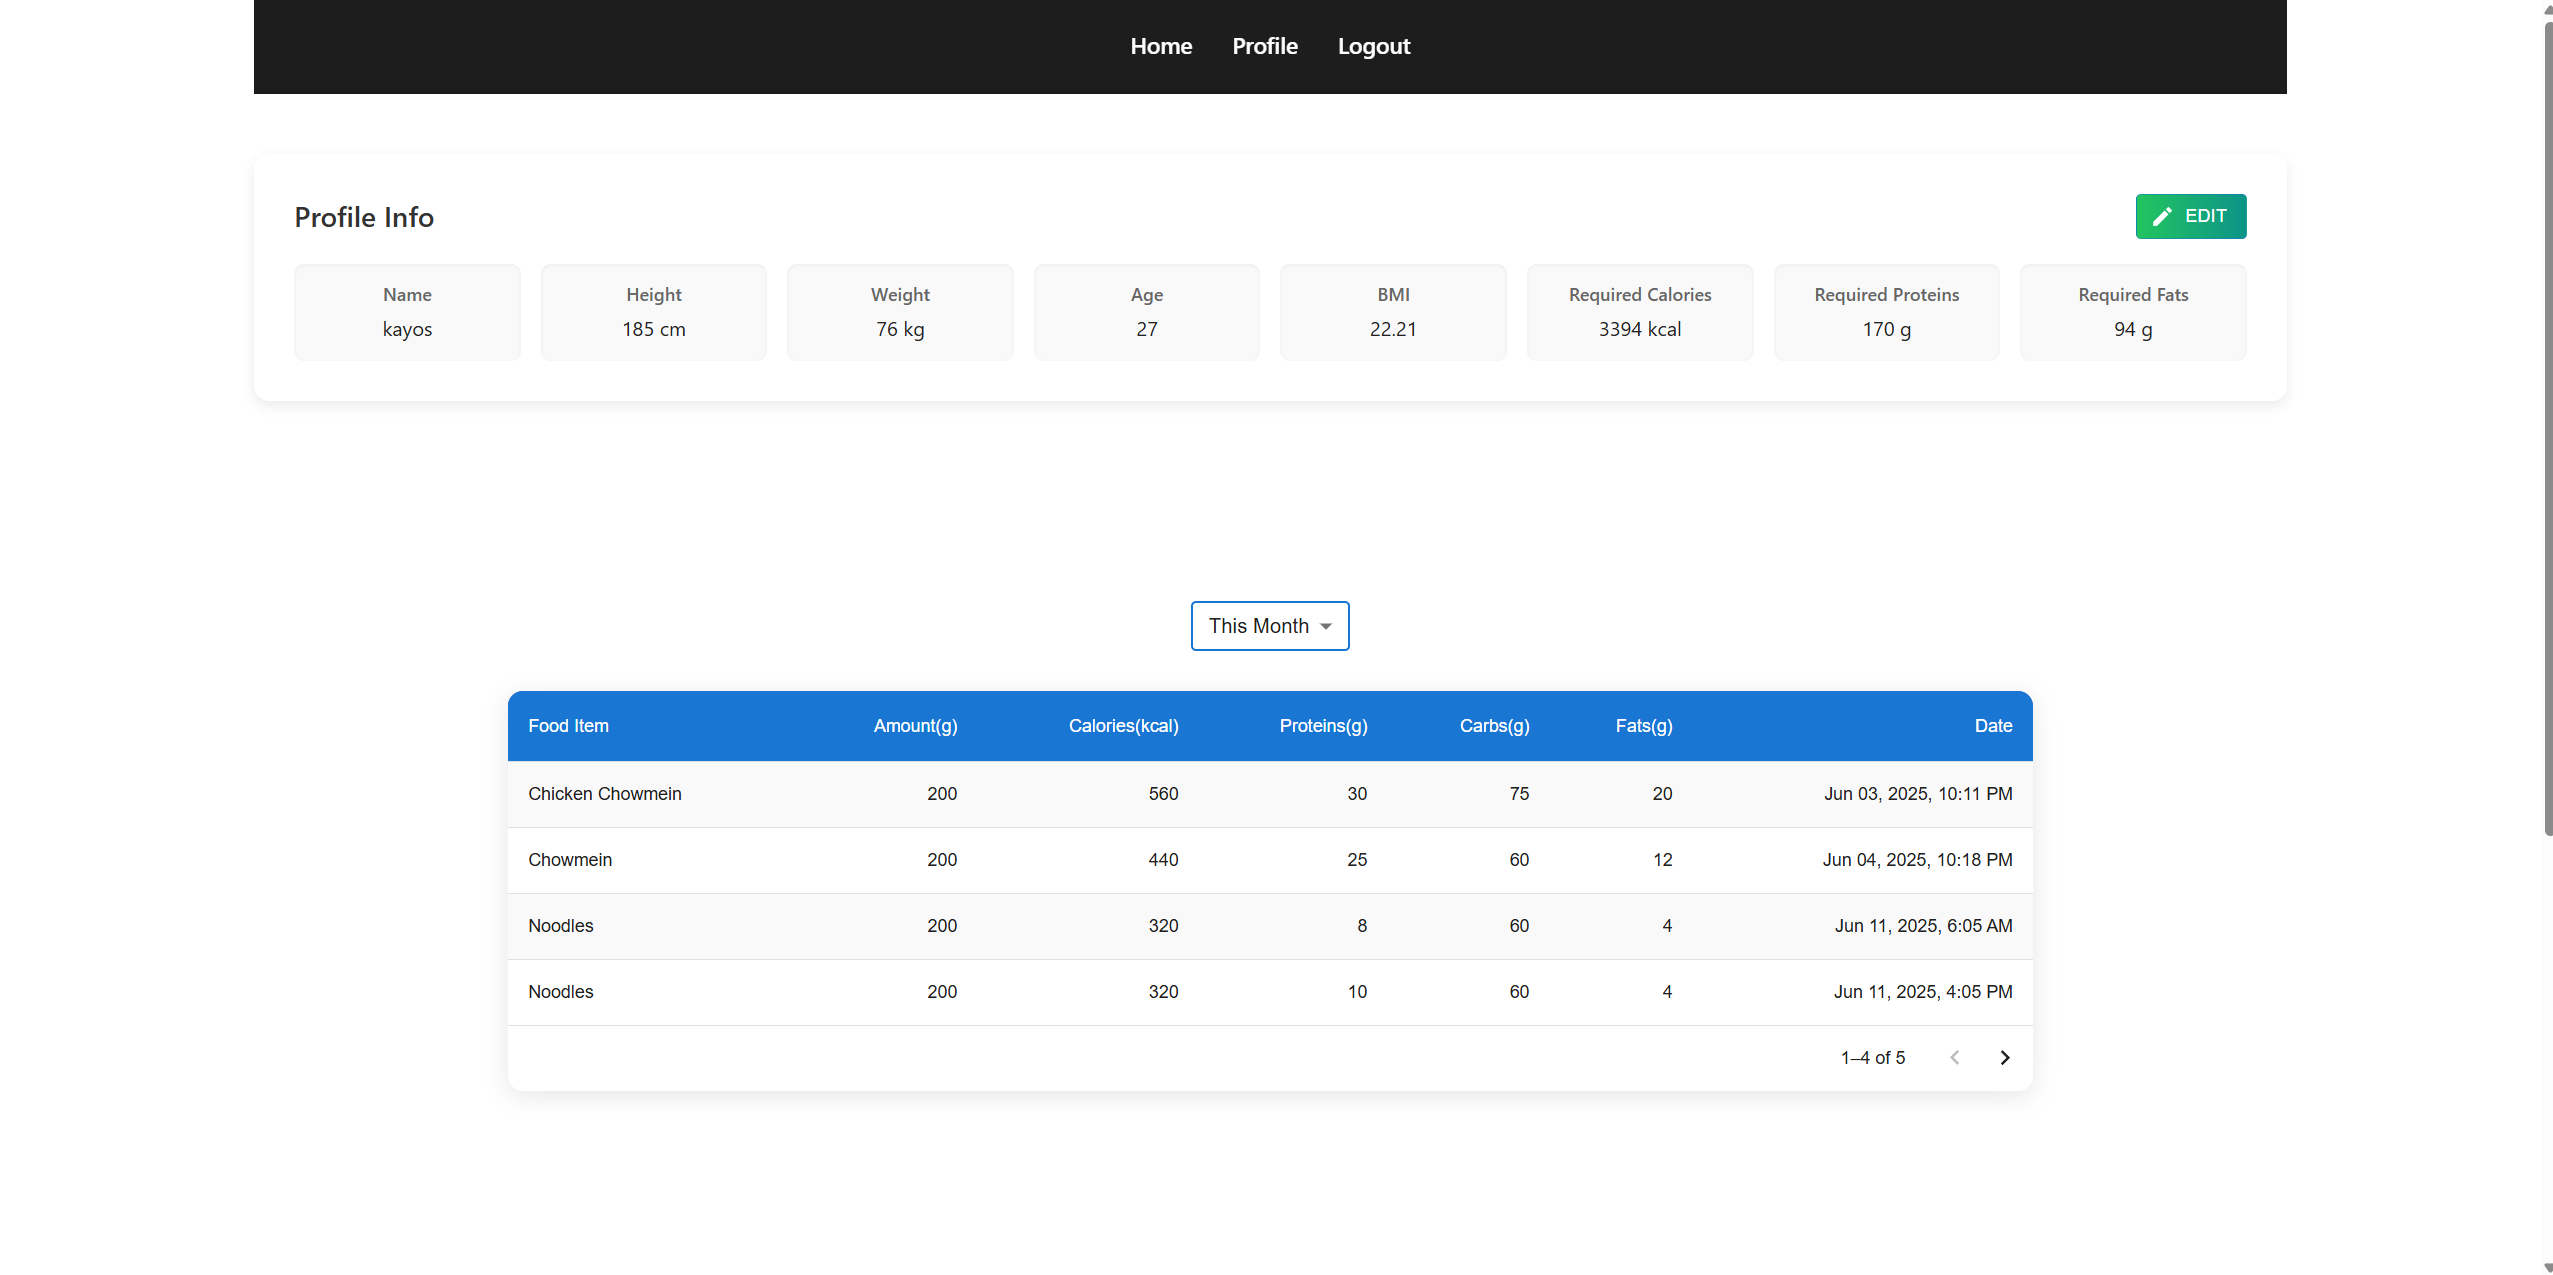 Home Profile Logout
Profile Info
EDIT
Name Height Weight Age BMI Required Calories Required Proteins Required Fats
kayos 185 cm 76 kg 27 22.21 3394 kcal 170 g 94 g
This Month
Food Item Amount(g) Calories(kcal) Proteins(g) Carbs(g) Fats(g) Date
Chicken Chowmein 200 560 30 75 20 Jun 03, 2025, 10:11 PM
Chowmein 200 440 25 60 12 Jun 04, 2025, 10:18 PM
Noodles 200 320 8 60 4 Jun 11, 2025, 6:05 AM
Noodles 200 320 10 60 4 Jun 11, 2025, 4:05 PM
1–4 of 5